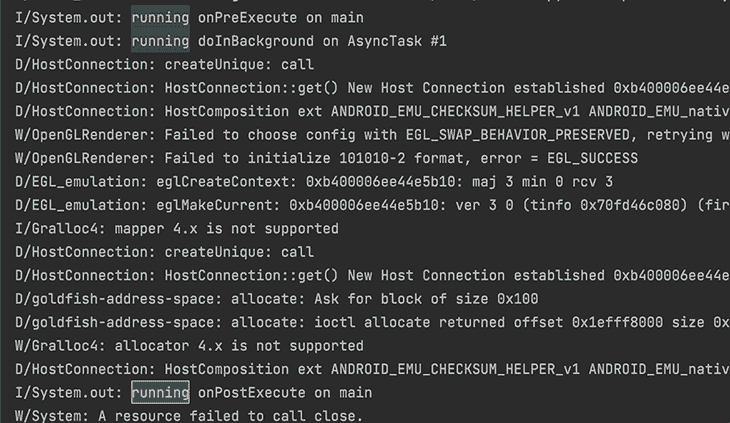 I/System.out: running onPreExecute on main
I/System.out: running doInBackground on AsyncTask #1
D/HostConnection: createUnique: call
D/HostConnection: HostConnection::get() New Host Connection established 0xb400006ee44e
D/HostConnection: HostComposition ext ANDROID_EMU_CHECKSUM_HELPER_v1 ANDROID_EMU_nativ
W/OpenGLRenderer: Failed to choose config with EGL_SWAP_BEHAVIOR_PRESERVED, retrying w
W/OpenGLRenderer: Failed to initialize 101010-2 format, error = EGL_SUCCESS
D/EGL_emulation: eglCreateContext: 0xb400006ee44e5b10: maj 3 min 0 rcv 3
D/EGL_emulation: eglMakeCurrent: 0xb400006ee44e5b10: ver 3 0 (tinfo 0x70fd46c080) (fir
I/Gralloc4: mapper 4.x is not supported
D/HostConnection: createUnique: call
D/HostConnection: HostConnection::get() New Host Connection established 0xb400006ee44e
D/goldfish-address-space: allocate: Ask for block of size 0x100
D/goldfish-address-space: allocate: ioctl allocate returned offset 0x1efff8000 size 0x
W/Gralloc4: allocator 4.x is not supported
D/HostConnection: HostComposition ext ANDROID_EMU_CHECKSUM_HELPER_v1 ANDROID_EMU_nativ
I/System.out: running onPostExecute on main
W/System: A resource failed to call close.